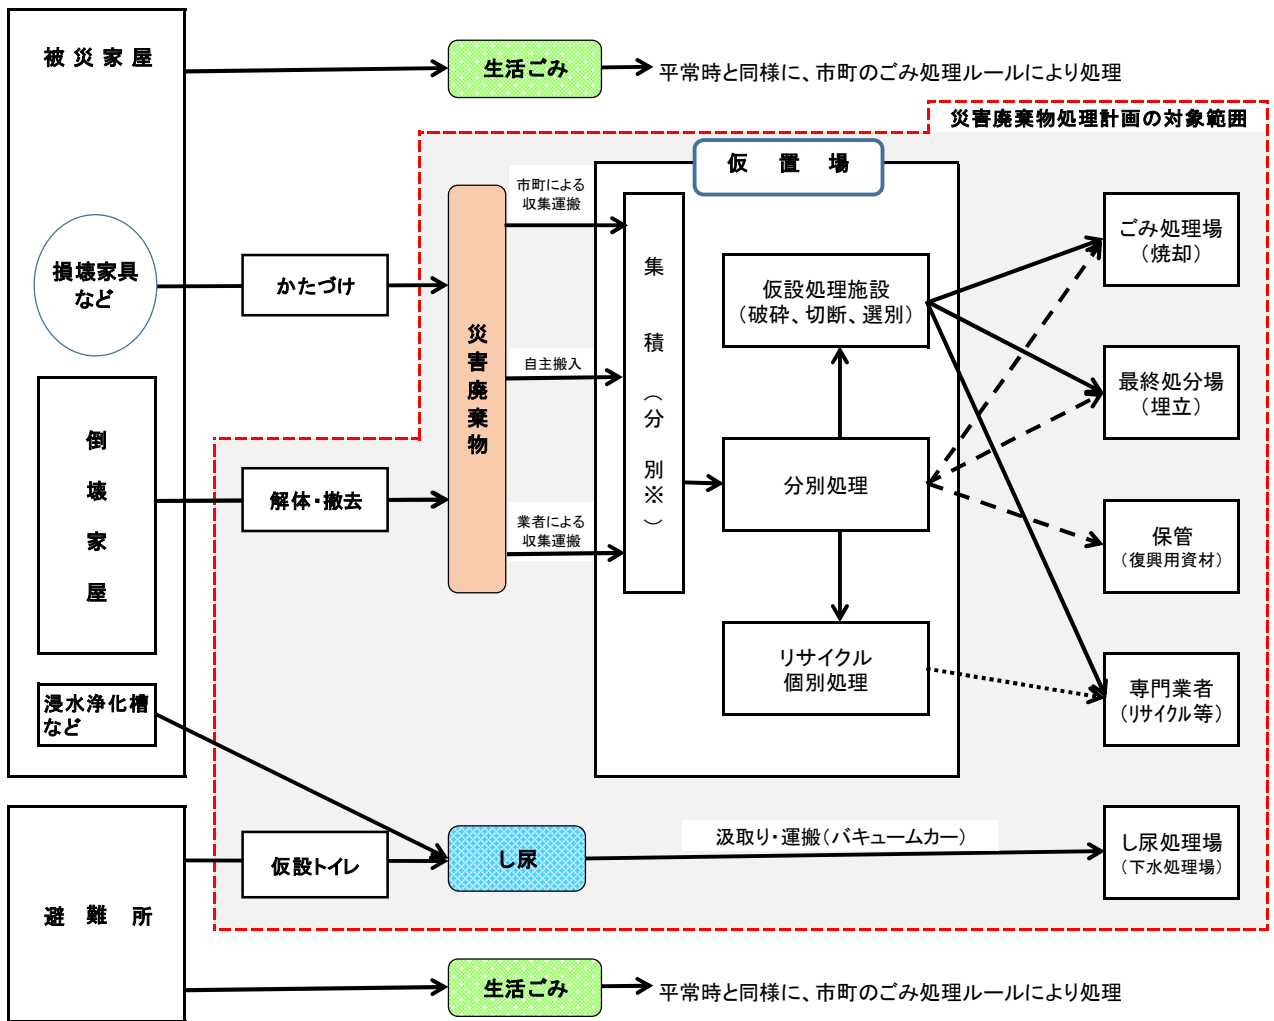 被災家屋
生活ごみ
平常時と同様に、市町のごみ処理ルールにより処理
災害廃棄物処理計画の対象範囲
仮置場
市町による
収集運搬
集積（分別※）
ごみ処理場
（焼却）
損壊家具
など
かたづけ
災害廃棄物
仮設処理施設
（破砕、切断、選別）
自主搬入
最終処分場
（埋立）
倒壊家屋
解体・撤去
分別処理
業者による
収集運搬
保管
（復興用資材）
リサイクル
個別処理
専門業者
（リサイクル等）
浸水浄化槽
など
仮設トイレ
し尿
汲取り・運搬（バキュームカー）
し尿処理場
（下水処理場）
避難所
生活ごみ
平常時と同様に、市町のごみ処理ルールにより処理